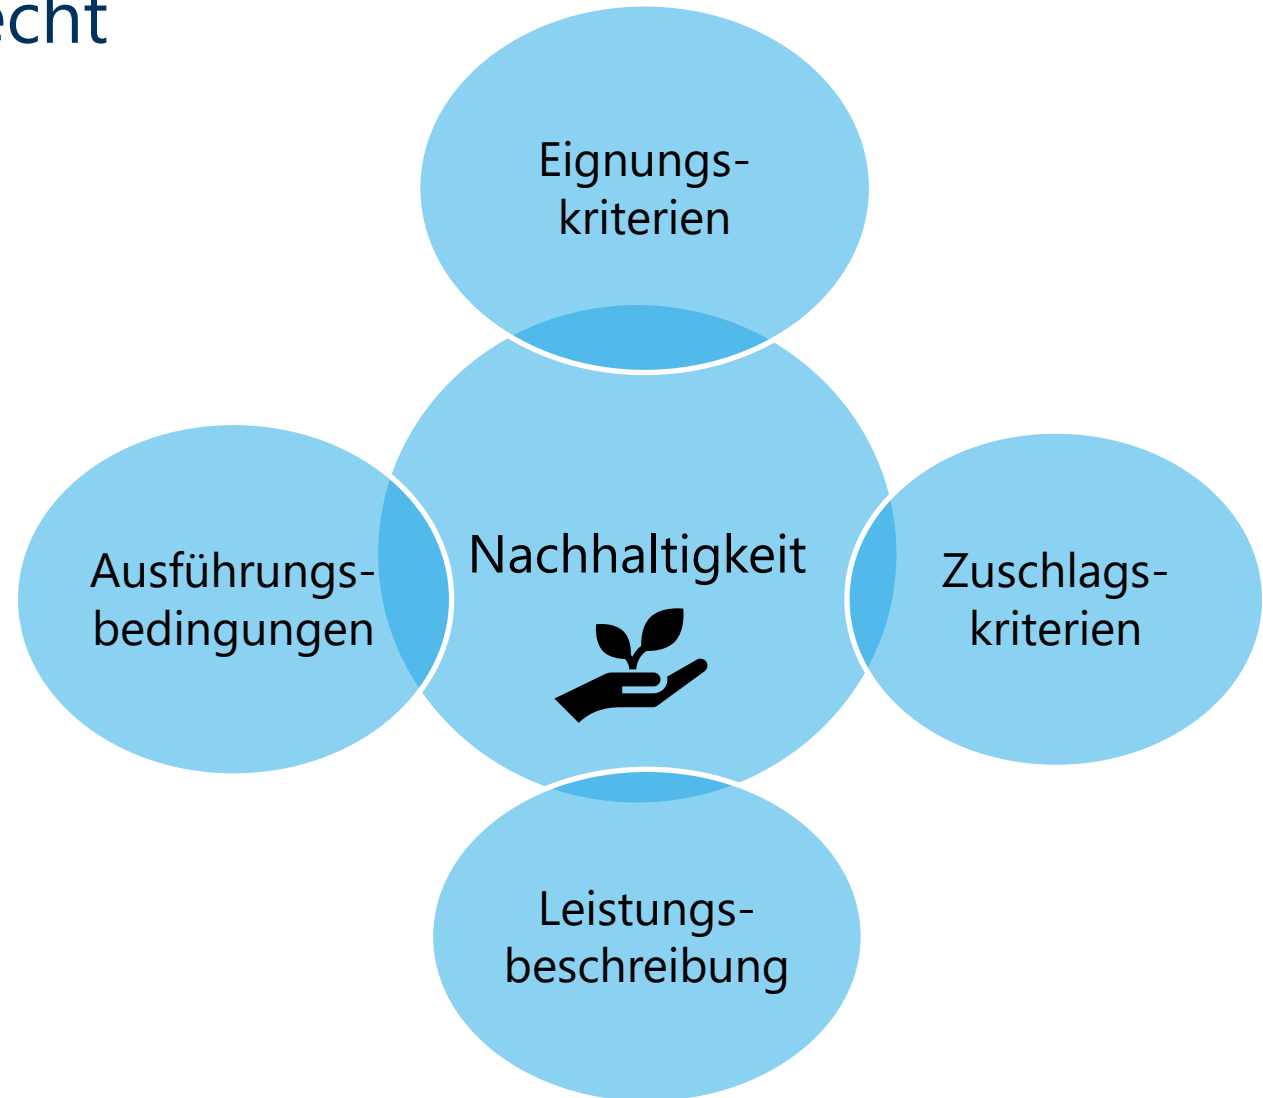 echt
Eignungs-
kriterien
Nachhaltigkeit
Ausführungs-
bedingungen
Zuschlags-
kriterien
Leistungs-
beschreibung